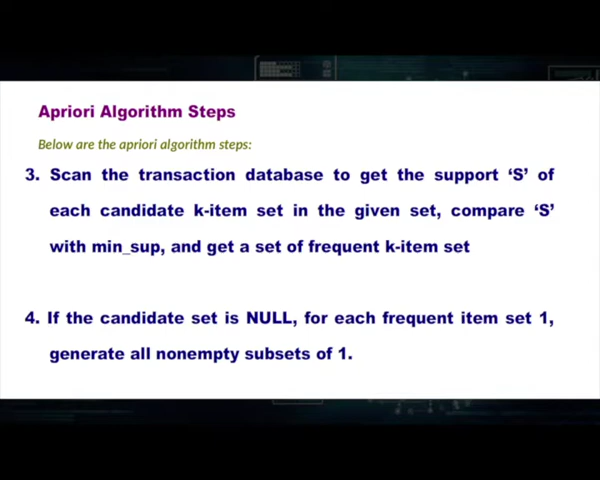 Apriori Algorithm Steps
Below are the apriori algorithm steps:
3. Scan the transaction database to get the support ‘S’ of
each candidate k-item set in the given set, compare ‘S’
with min_sup, and get a set of frequent k-item set
4. If the candidate set is NULL, for each frequent item set 1,
generate all nonempty subsets of 1.